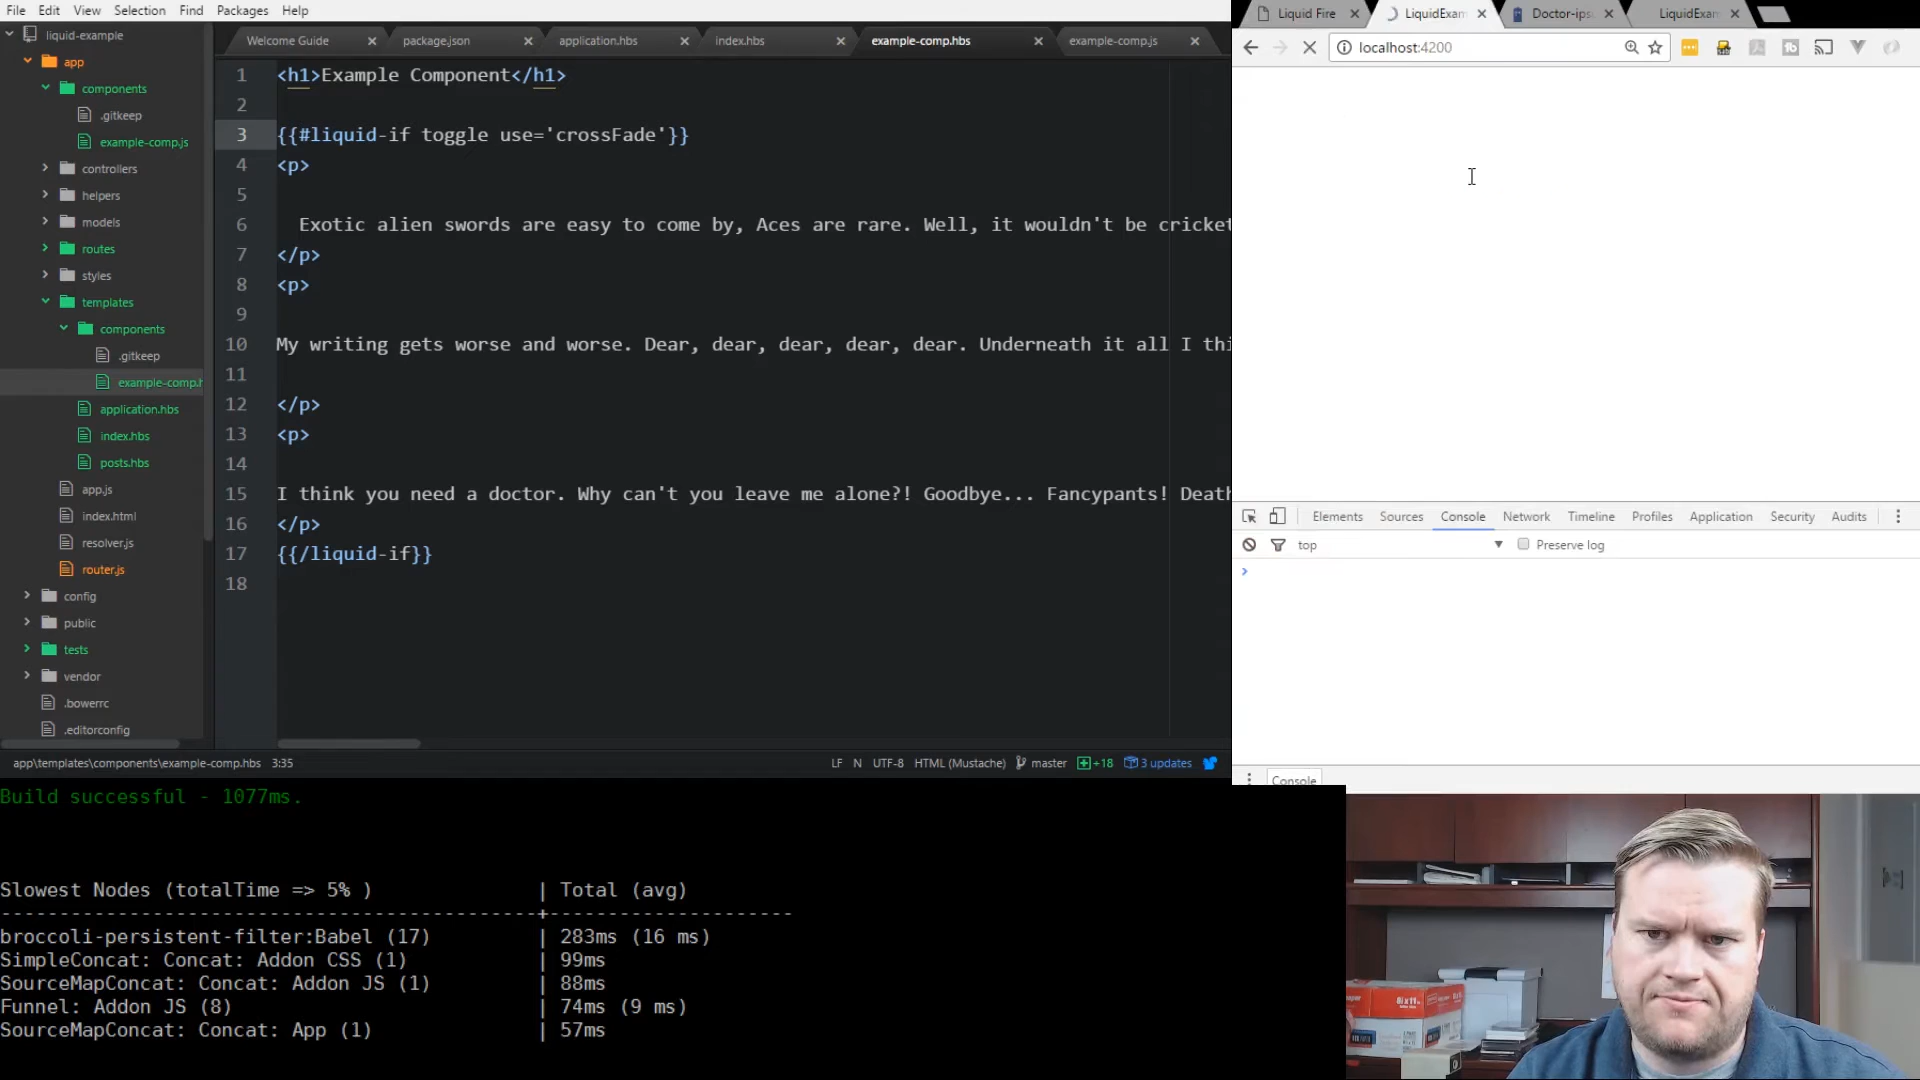 File Edit View Selection Find Packages Help
liquid-example
app
components
.gitkeep
example-comp.js
controllers
helpers
models
routes
styles
templates
components
.gitkeep
example-comp.h
application.hbs
index.hbs
posts.hbs
app.js
index.html
resolver.js
router.js
config
public
tests
vendor
.bowerrc
.editorconfig
Welcome Guide package.json application.hbs index.hbs example-comp.hbs example-comp.js
1 <h1>Example Component</h1>
2
3 {{#liquid-if toggle use='crossFade'}}
4 <p>
5
6 Exotic alien swords are easy to come by, Aces are rare. Well, it wouldn't be cricket
7 </p>
8 <p>
9
10 My writing gets worse and worse. Dear, dear, dear, dear, dear. Underneath it all I thi
11
12 </p>
13 <p>
14
15 I think you need a doctor. Why can't you leave me alone?! Goodbye... Fancypants! Death
16 </p>
17 {{/liquid-if}}
18
app\templates\components\example-comp.hbs 3:35 LF N UTF-8 HTML (Mustache) master +18 3 updates
Liquid Fire LiquidExam Doctor-ips LiquidExam
localhost:4200
Elements Sources Console Network Timeline Profiles Application Security Audits
top Preserve log
Console
Build successful - 1077ms.
Slowest Nodes (totalTime => 5% ) | Total (avg)
----------------------------------------------+---------------------
broccoli-persistent-filter:Babel (17) | 283ms (16 ms)
SimpleConcat: Concat: Addon CSS (1) | 99ms
SourceMapConcat: Concat: Addon JS (1) | 88ms
Funnel: Addon JS (8) | 74ms (9 ms)
SourceMapConcat: Concat: App (1) | 57ms